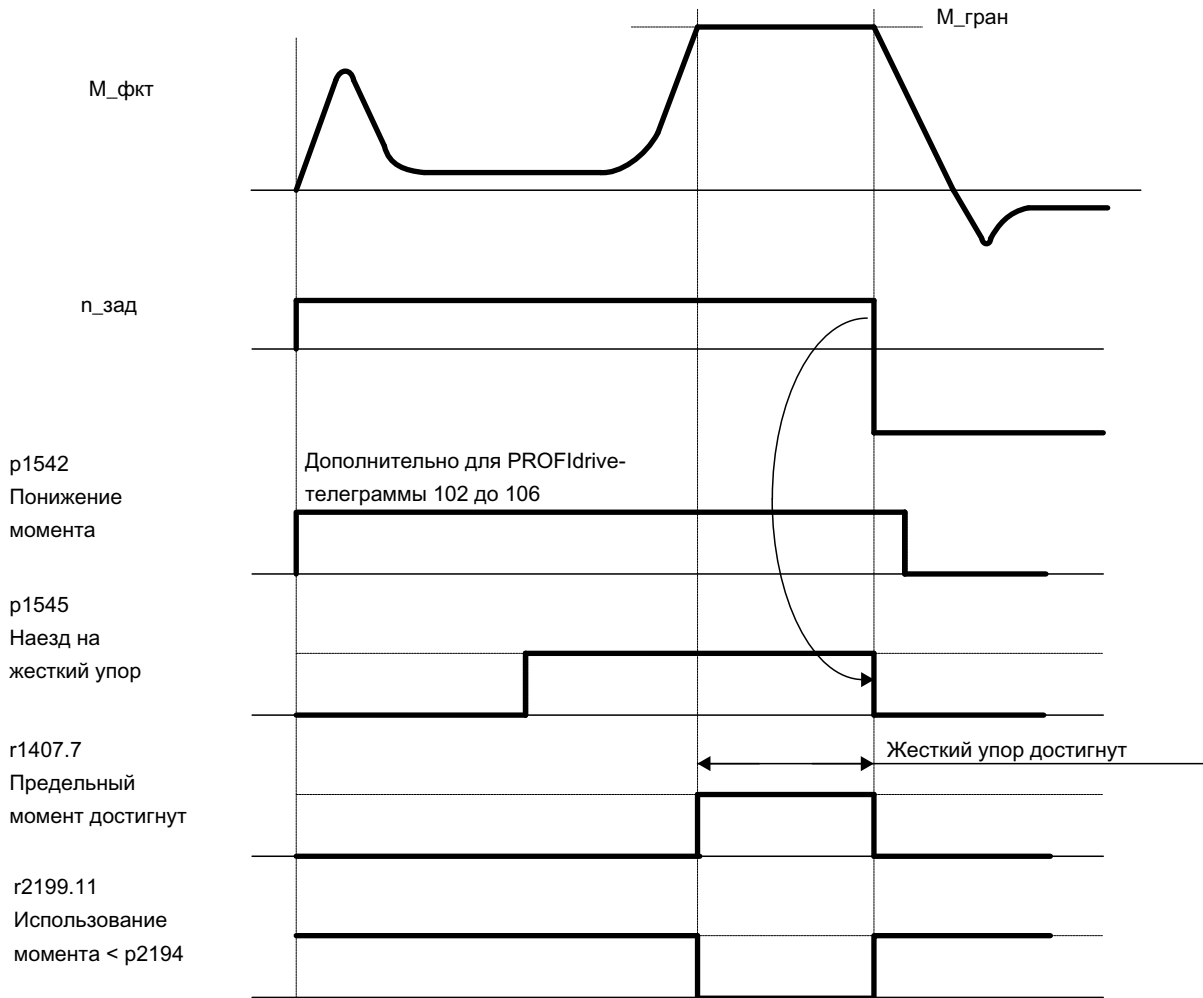 М_гран
М_фкт
n_зад
p1542
Понижение
момента
Дополнительно для PROFIdrive-
телеграммы 102 до 106
p1545
Наезд на
жесткий упор
r1407.7
Предельный
момент достигнут
Жесткий упор достигнут
r2199.11
Использование
момента < p2194